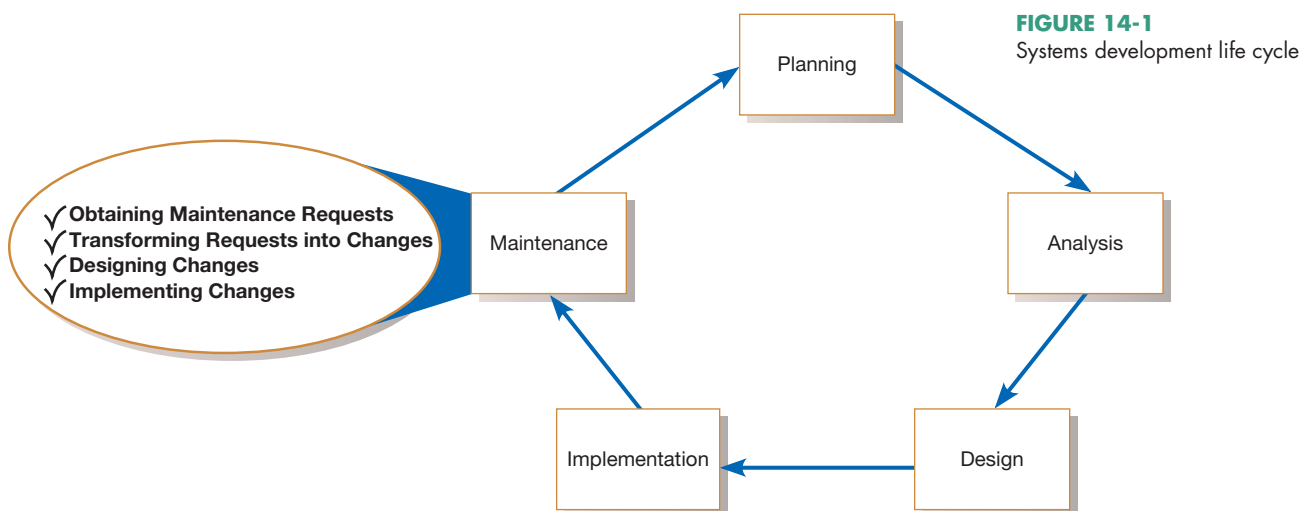 FIGURE 14-1
Systems development life cycle
Planning
✓Obtaining Maintenance Requests
✓Transforming Requests into Changes
✓Designing Changes
✓Implementing Changes
Maintenance
Analysis
Implementation
Design